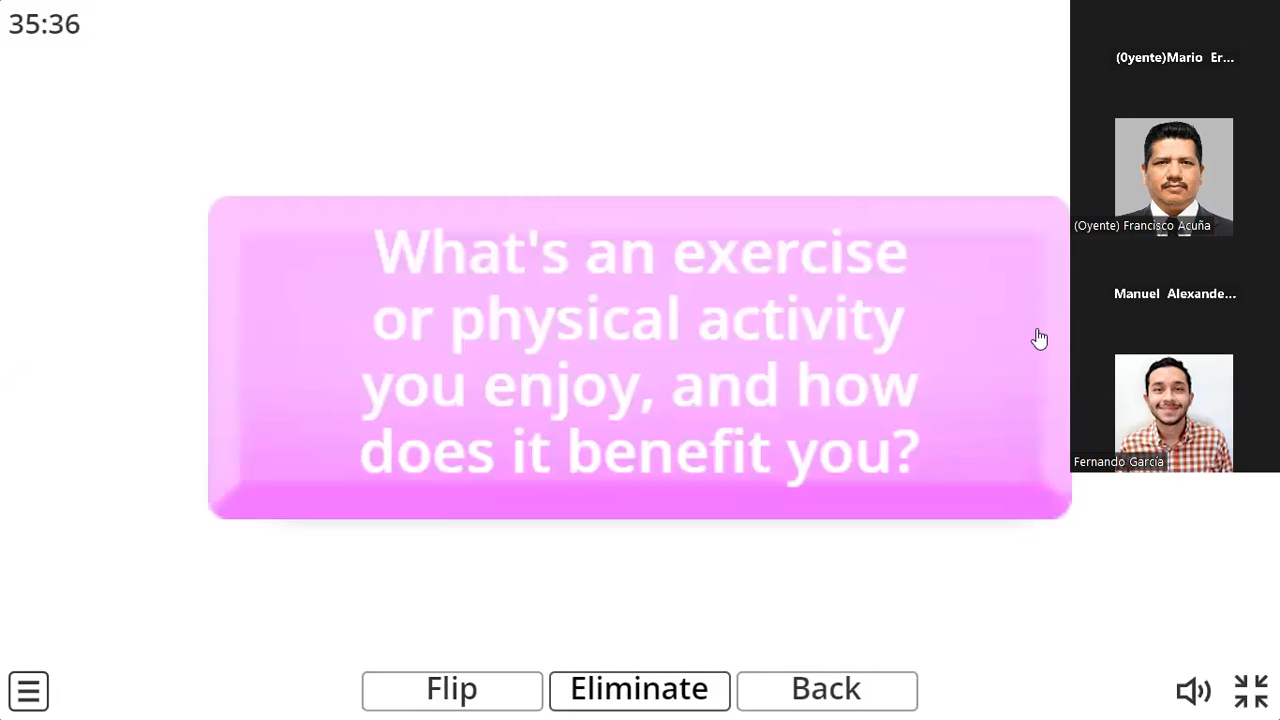 35:36
(0yente)Mario Er...
(Oyente) Francisco Acuña
Manuel Alexande...
Fernando García
What's an exercise
or physical activity
you enjoy, and how
does it benefit you?
Flip
Eliminate
Back